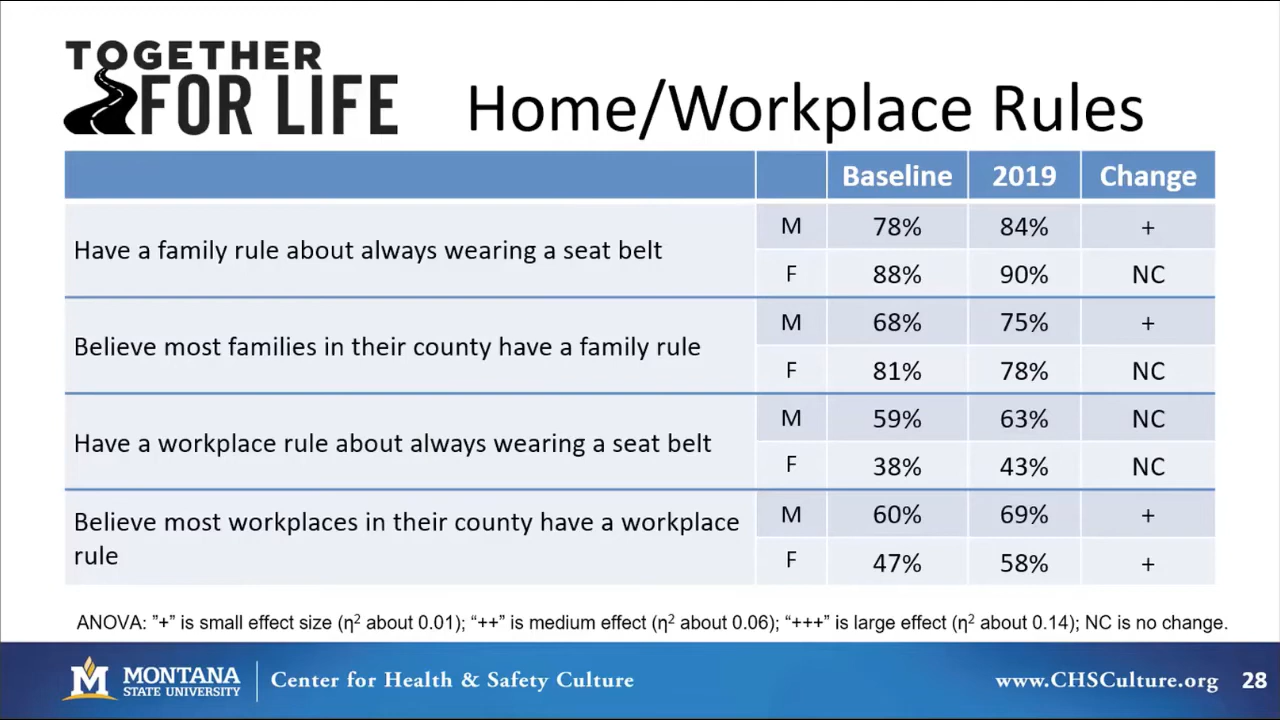 TOGETHER
FOR LIFE
Home/Workplace Rules
Baseline 2019 Change
Have a family rule about always wearing a seat belt
M 78% 84% +
F 88% 90% NC
Believe most families in their county have a family rule
M 68% 75% +
F 81% 78% NC
Have a workplace rule about always wearing a seat belt
M 59% 63% NC
F 38% 43% NC
Believe most workplaces in their county have a workplace
rule
M 60% 69% +
F 47% 58% +
ANOVA: ”+” is small effect size (η² about 0.01); “++” is medium effect (η² about 0.06); “+++” is large effect (η² about 0.14); NC is no change.
M MONTANA
STATE UNIVERSITY
Center for Health & Safety Culture
www.CHSCulture.org 28